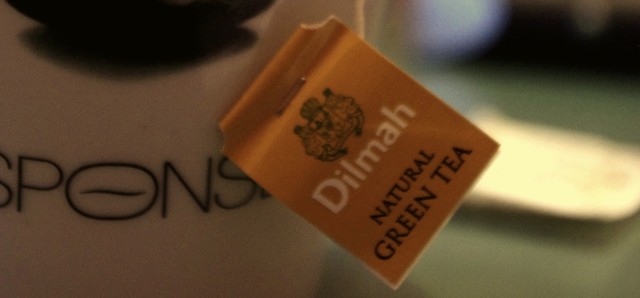 SPONS
Dilmah
NATURAL
GREEN TEA